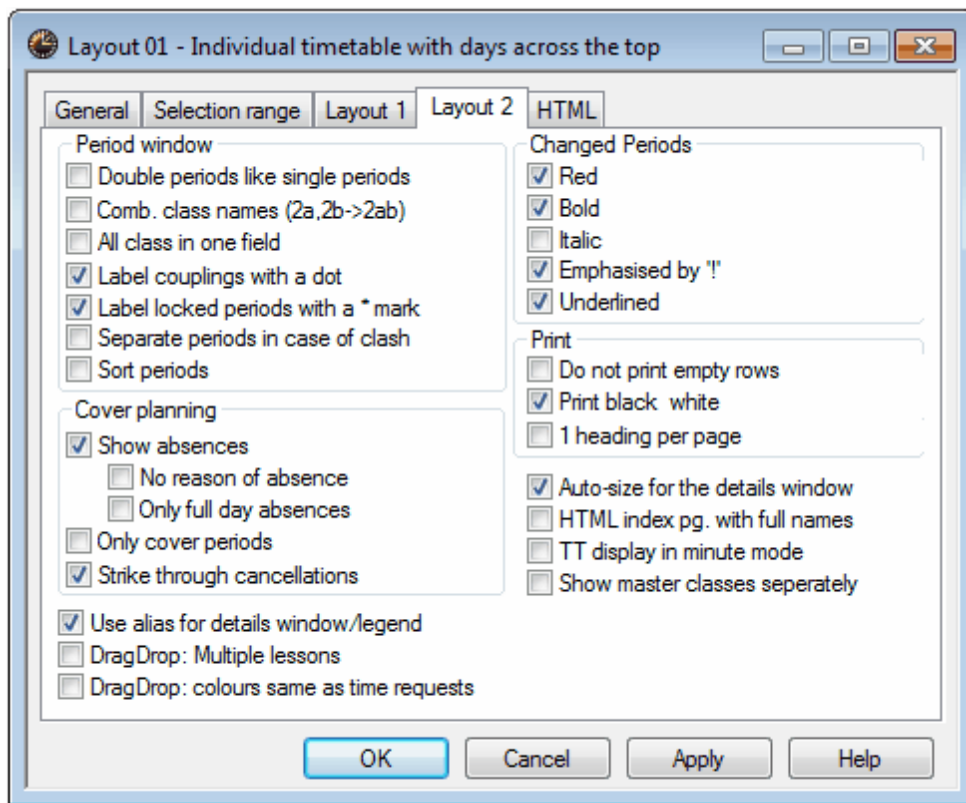 Layout 01 - Individual timetable with days across the top
General Selection range Layout 1 Layout 2 HTML
Period window
Double periods like single periods
Comb. class names (2a,2b->2ab)
All class in one field
Label couplings with a dot
Label locked periods with a * mark
Separate periods in case of clash
Sort periods
Cover planning
Show absences
No reason of absence
Only full day absences
Only cover periods
Strike through cancellations
Use alias for details window/legend
DragDrop: Multiple lessons
DragDrop: colours same as time requests
Changed Periods
Red
Bold
Italic
Emphasised by '!'
Underlined
Print
Do not print empty rows
Print black  white
1 heading per page
Auto-size for the details window
HTML index pg. with full names
TT display in minute mode
Show master classes seperately
OK Cancel Apply Help